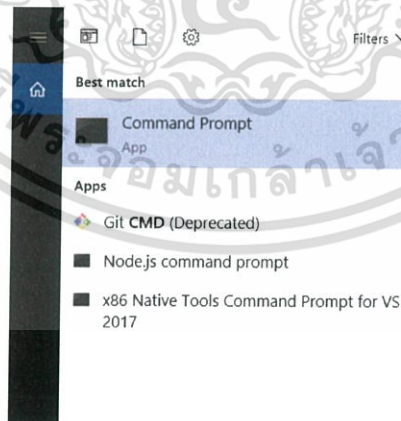 Filters
Best match
Command Prompt
App
Apps
Git CMD (Deprecated)
Node.js command prompt
x86 Native Tools Command Prompt for VS
2017